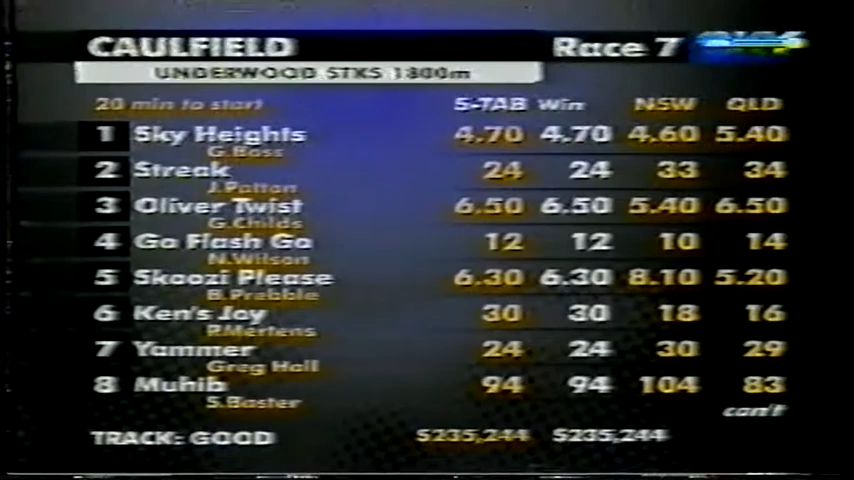 CAULFIELD Race 7
UNDERWOOD STKS 1800m
20 min to start S-TAB Win NSW QLD
1 Sky Heights 4.70 4.70 4.60 5.40
G.Boss
2 Streak 24 24 33 34
J.Patton
3 Oliver Twist 6.50 6.50 5.40 6.50
G.Childs
4 Go Flash Go 12 12 10 14
N.Wilson
5 Skoozi Please 6.30 6.30 8.10 5.20
B.Prebble
6 Ken's Joy 30 30 18 16
P.Mertens
7 Yammer 24 24 30 29
Greg Hall
8 Muhib 94 94 104 83
S.Baster
can't
TRACK: GOOD $235,244 $235,244